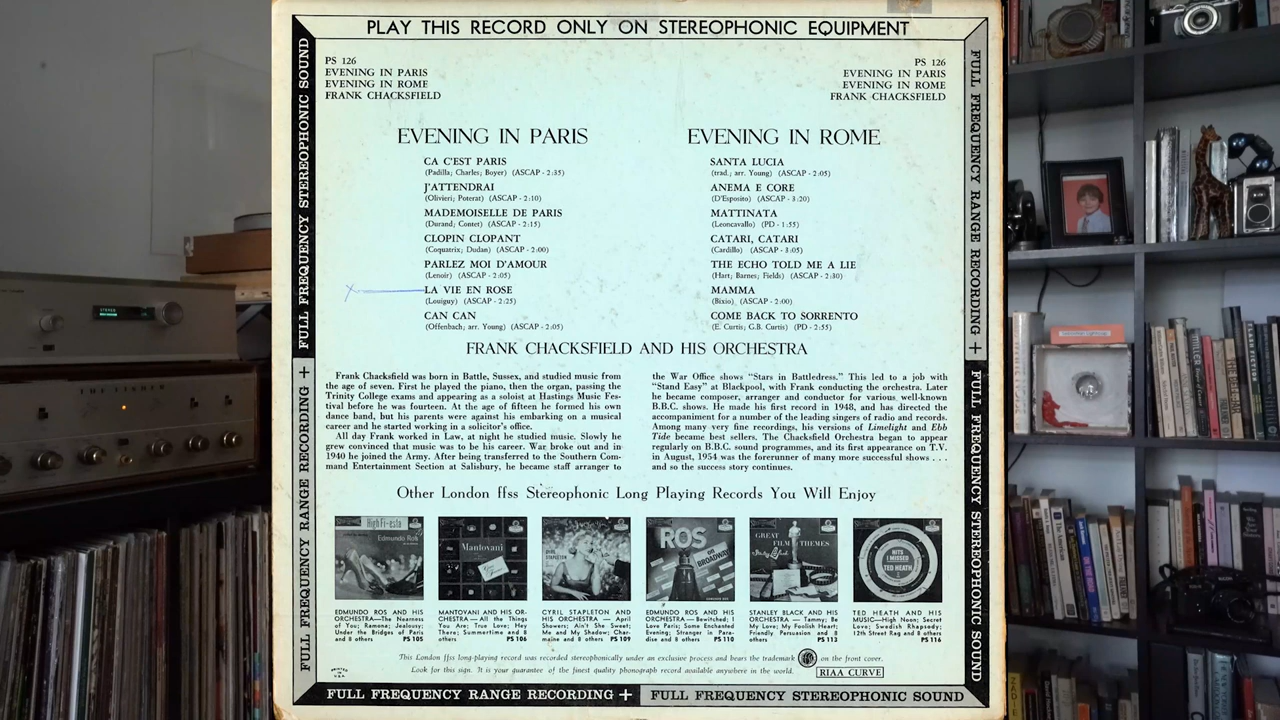 PLAY THIS RECORD ONLY ON STEREOPHONIC EQUIPMENT
FULL FREQUENCY RANGE RECORDING + FULL FREQUENCY STEREOPHONIC SOUND
FULL FREQUENCY RANGE RECORDING + FULL FREQUENCY STEREOPHONIC SOUND
PS 126
EVENING IN PARIS
EVENING IN ROME
FRANK CHACKSFIELD
PS 126
EVENING IN PARIS
EVENING IN ROME
FRANK CHACKSFIELD
EVENING IN PARIS
CA C'EST PARIS
(Padilla; Charles; Boyer) (ASCAP - 2:35)
J'ATTENDRAI
(Olivieri; Poterat) (ASCAP - 2:10)
MADEMOISELLE DE PARIS
(Durand; Contet) (ASCAP - 2:15)
CLOPIN CLOPANT
(Coquatrix; Dudan) (ASCAP - 2:00)
PARLEZ MOI D'AMOUR
(Lenoir) (ASCAP - 2:05)
LA VIE EN ROSE
(Louiguy) (ASCAP - 2:25)
CAN CAN
(Offenbach; arr. Young) (ASCAP - 2:05)
EVENING IN ROME
SANTA LUCIA
(trad.; arr. Young) (ASCAP - 2:05)
ANEMA E CORE
(D'Esposito) (ASCAP - 3:20)
MATTINATA
(Leoncavallo) (PD - 1:55)
CATARI, CATARI
(Cardillo) (ASCAP - 3:05)
THE ECHO TOLD ME A LIE
(Hart; Barnes; Fields) (ASCAP - 2:30)
MAMMA
(Bixio) (ASCAP - 2:00)
COME BACK TO SORRENTO
(E. Curtis; G.B. Curtis) (PD - 2:55)
FRANK CHACKSFIELD AND HIS ORCHESTRA
Frank Chacksfield was born in Battle, Sussex, and studied music from
the age of seven. First he played the piano, then the organ, passing the
Trinity College exams and appearing as a soloist at Hastings Music Fes-
tival before he was fourteen. At the age of fifteen he formed his own
dance band, but his parents were against his embarking on a musical
career and he started working in a solicitor's office.
All day Frank worked in Law, at night he studied music. Slowly he
grew convinced that music was to be his career. War broke out and in
1940 he joined the Army. After being transferred to the Southern Com-
mand Entertainment Section at Salisbury, he became staff arranger to
the War Office shows "Stars in Battledress." This led to a job with
"Stand Easy" at Blackpool, with Frank conducting the orchestra. Later
he became composer, arranger and conductor for various well-known
B.B.C. shows. He made his first record in 1948, and has directed the
accompaniment for a number of the leading singers of radio and records.
Among many very fine recordings, his versions of Limelight and Ebb
Tide became best sellers. The Chacksfield Orchestra began to appear
regularly on B.B.C. sound programmes, and its first appearance on T.V.
in August, 1954 was the forerunner of many more successful shows . . .
and so the success story continues.
Other London ffss Stereophonic Long Playing Records You Will Enjoy
High Fi-esta
Edmundo Ros
Mantovani
CYRIL STAPLETON
ROS
ON
BROADWAY
GREAT
FILM THEMES
HITS
I MISSED
TED HEATH
EDMUNDO ROS AND HIS
ORCHESTRA—The Nearness
of You; Ramona; Jealousy;
Under the Bridges of Paris
and 8 others PS 105
MANTOVANI AND HIS OR-
CHESTRA — All the Things
You Are; True Love; Hey
There; Summertime and 8
others PS 106
CYRIL STAPLETON AND
HIS ORCHESTRA — April
Showers; Ain't She Sweet;
Me and My Shadow; Char-
maine and 8 others PS 109
EDMUNDO ROS AND HIS
ORCHESTRA — Bewitched; I
Love Paris; Some Enchanted
Evening; Stranger in Para-
dise and 8 others PS 110
STANLEY BLACK AND HIS
ORCHESTRA — Tammy; Be
My Love; My Foolish Heart;
Friendly Persuasion and 8
others PS 113
TED HEATH AND HIS
MUSIC—High Noon; Secret
Love; Swedish Rhapsody;
12th Street Rag and 8 others
PS 116
This London ffss long-playing record was recorded stereophonically under an exclusive process and bears the trademark on the front cover.
Look for this sign. It is your guarantee of the finest quality phonograph record available anywhere in the world.
RIAA CURVE
PRINTED
IN
U.S.A.
FULL FREQUENCY RANGE RECORDING + FULL FREQUENCY STEREOPHONIC SOUND
THE FISHER
STEREO